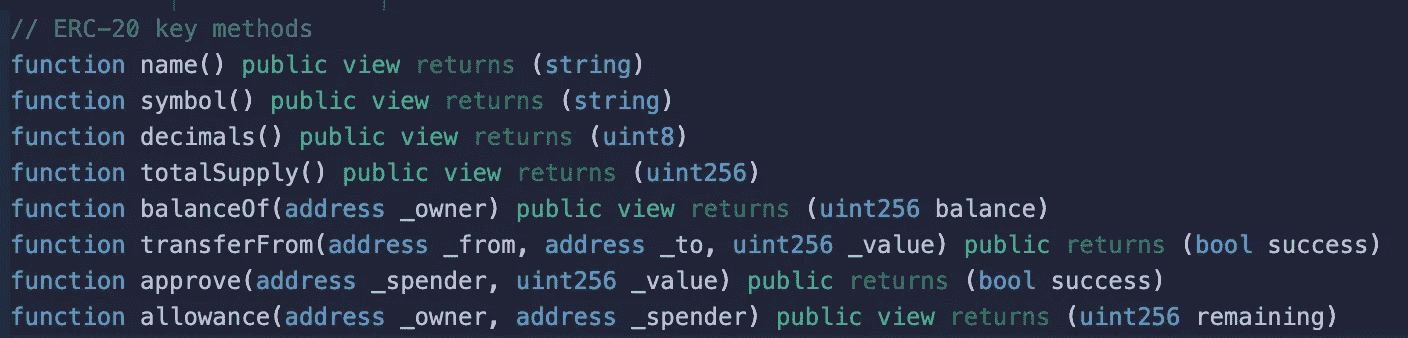 // ERC-20 key methods
function name() public view returns (string)
function symbol() public view returns (string)
function decimals() public view returns (uint8)
function totalSupply() public view returns (uint256)
function balanceOf(address _owner) public view returns (uint256 balance)
function transferFrom(address _from, address _to, uint256 _value) public returns (bool success)
function approve(address _spender, uint256 _value) public returns (bool success)
function allowance(address _owner, address _spender) public view returns (uint256 remaining)